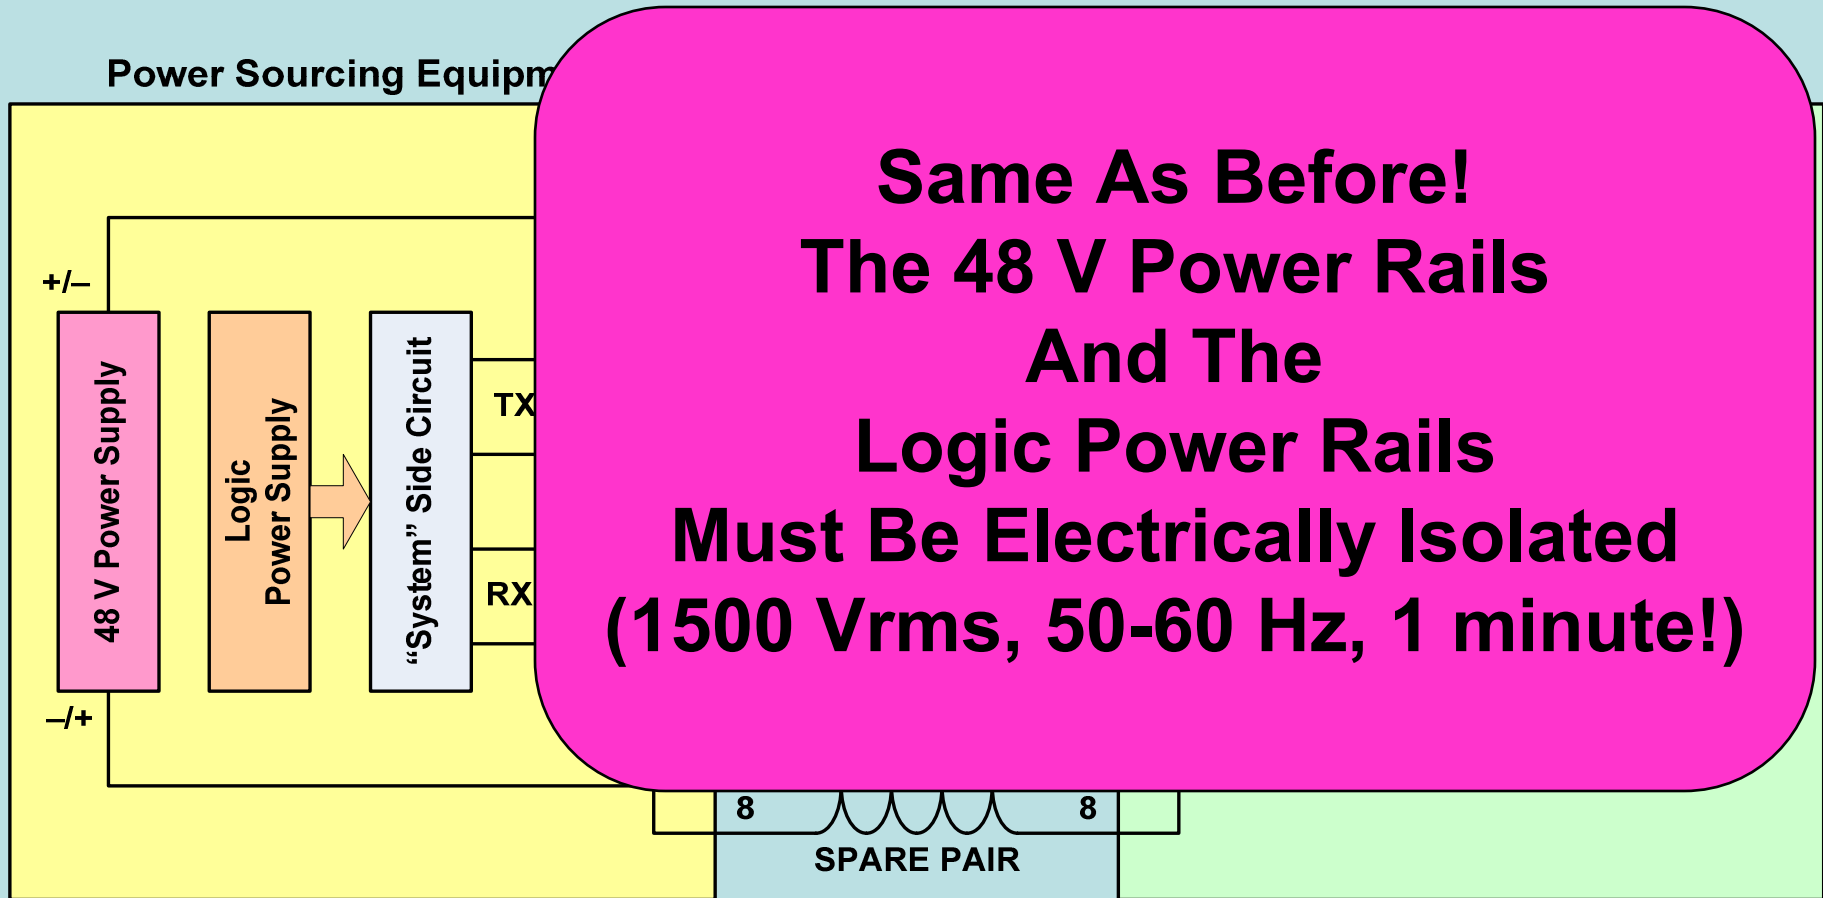 Power Sourcing
Same As Before!
The 48 V Power Rails
And The
Logic Power Rails
Must Be Electrically Isolated
(1500 Vrms, 50-60 Hz, 1 minute!)
+/–
48 V Power Supply
–/+
Logic
Power Supply
“System” Side Circuit
TX
RX
8
8
SPARE PAIR